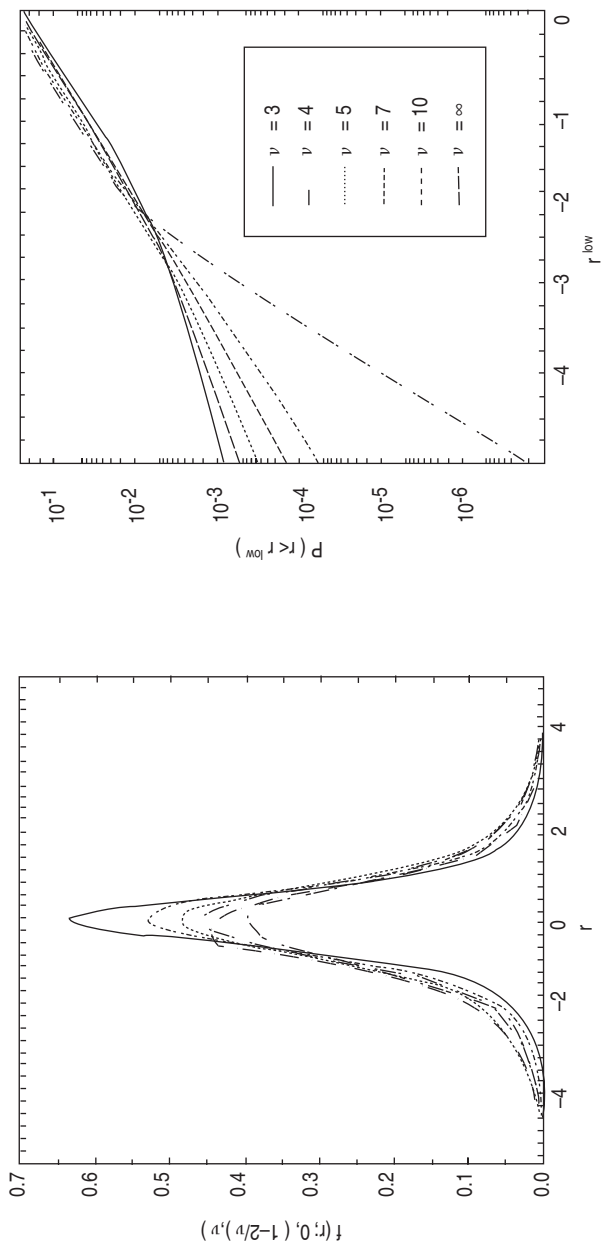 0.7
0.6
0.5
0.4
0.3
0.2
0.1
0.0
f ( r ; 0, ( 1–2/ν ), ν )
–4
–2
0
2
4
r
10⁻¹
10⁻²
10⁻³
10⁻⁴
10⁻⁵
10⁻⁶
P ( r < r low )
–4
–3
–2
–1
0
r low
ν = 3
ν = 4
ν = 5
ν = 7
ν = 10
ν = ∞